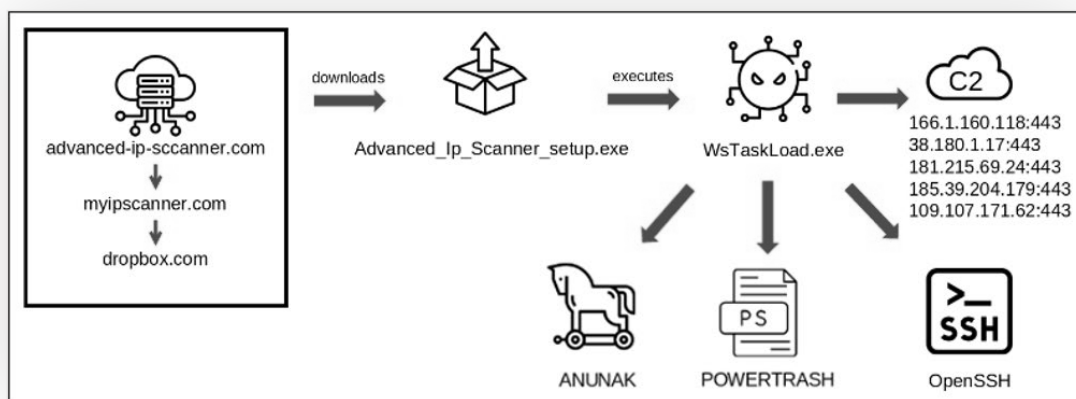 advanced-ip-sccanner.com
myipscanner.com
dropbox.com
downloads
Advanced_Ip_Scanner_setup.exe
executes
WsTaskLoad.exe
C2
166.1.160.118:443
38.180.1.17:443
181.215.69.24:443
185.39.204.179:443
109.107.171.62:443
ANUNAK
PS
POWERTRASH
>_
SSH
OpenSSH